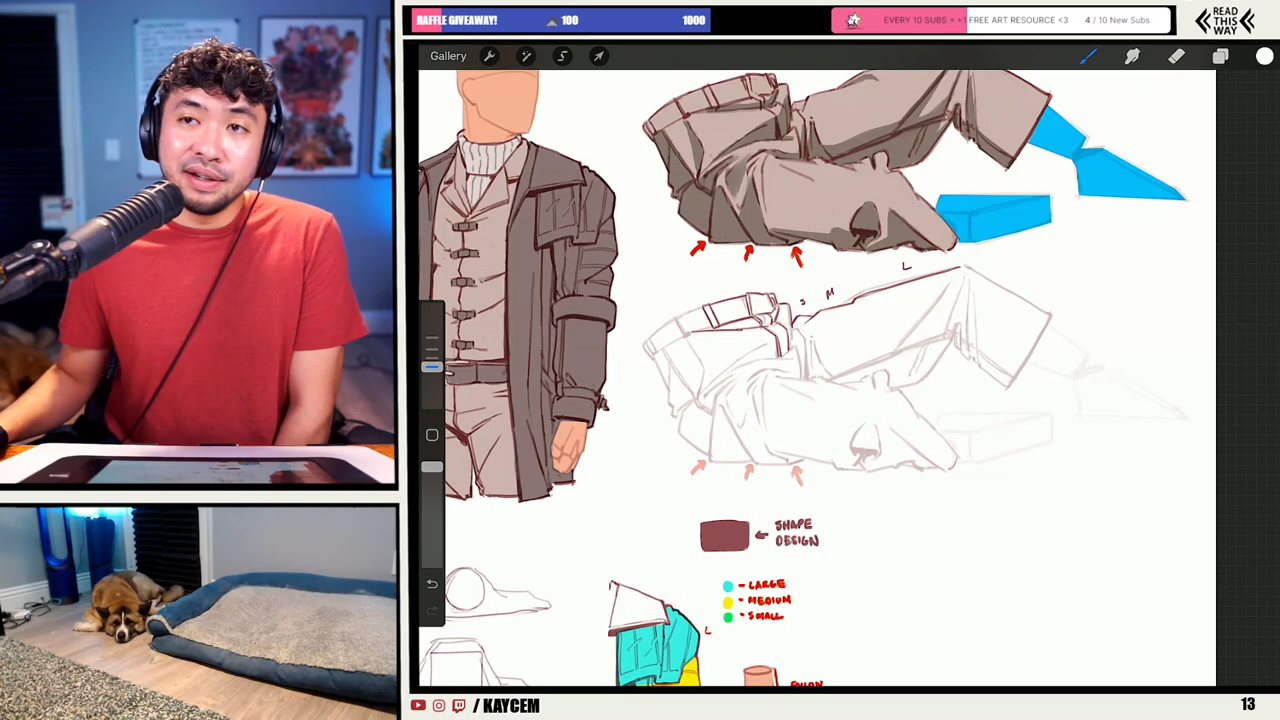 RAFFLE GIVEAWAY!
100
1000
EVERY 10 SUBS = +1 FREE ART RESOURCE <3
4 / 10 New Subs
READ
THIS
WAY
Gallery
L
S
M
SHAPE
DESIGN
- LARGE
- MEDIUM
- SMALL
L
FOLLOW
/ KAYCEM
13